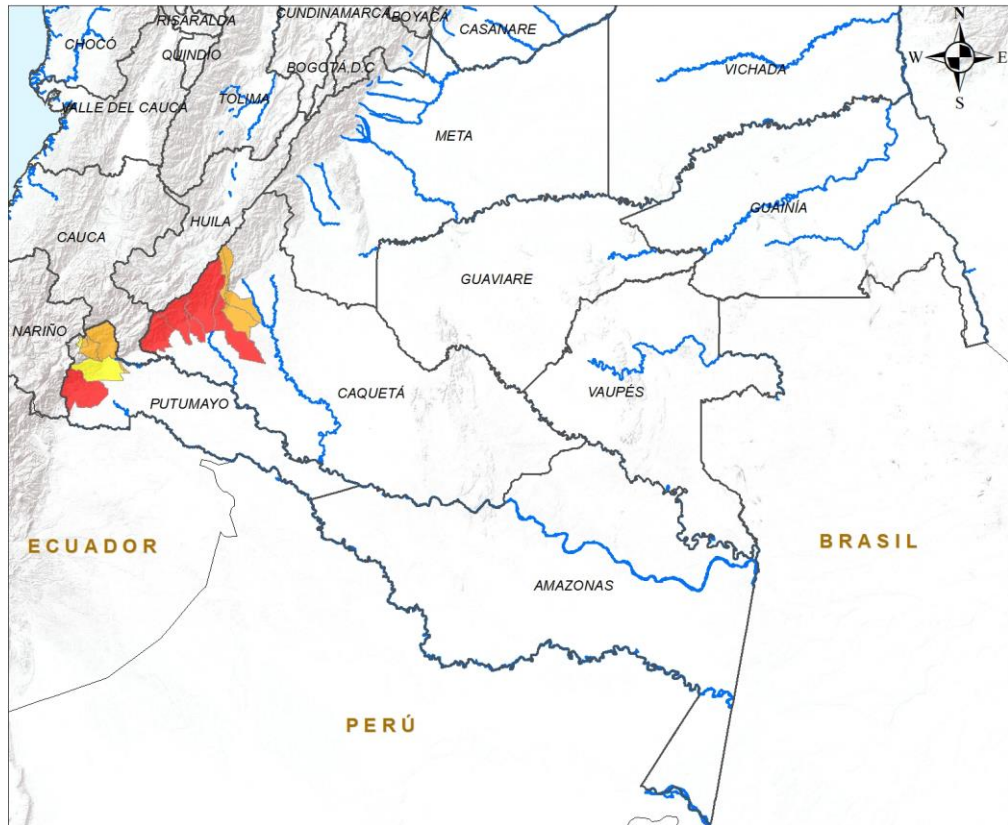 RISARALDA
CUNDINAMARCA
BOYACÁ
CASANARE
N
CHOCÓ
QUINDIO
BOGOTÁ D.C
VICHADA
W
E
S
VALLE DEL CAUCA
TOLIMA
META
HUILA
GUAINÍA
CAUCA
GUAVIARE
NARIÑO
CAQUETÁ
VAUPÉS
PUTUMAYO
ECUADOR
BRASIL
AMAZONAS
PERÚ